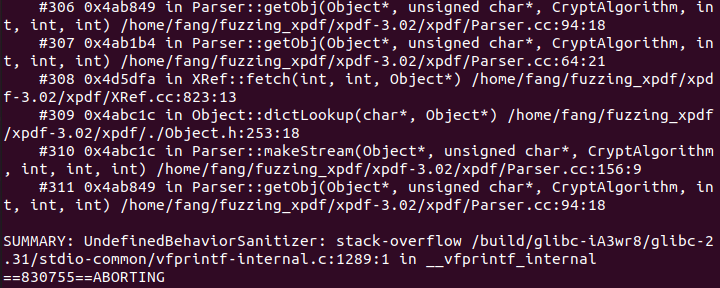 #306 0x4ab849 in Parser::getObj(Object*, unsigned char*, CryptAlgorithm, in
t, int, int) /home/fang/fuzzing_xpdf/xpdf-3.02/xpdf/Parser.cc:94:18
#307 0x4ab1b4 in Parser::getObj(Object*, unsigned char*, CryptAlgorithm, in
t, int, int) /home/fang/fuzzing_xpdf/xpdf-3.02/xpdf/Parser.cc:64:21
#308 0x4d5dfa in XRef::fetch(int, int, Object*) /home/fang/fuzzing_xpdf/xpd
f-3.02/xpdf/XRef.cc:823:13
#309 0x4abc1c in Object::dictLookup(char*, Object*) /home/fang/fuzzing_xpdf
/xpdf-3.02/xpdf/./Object.h:253:18
#310 0x4abc1c in Parser::makeStream(Object*, unsigned char*, CryptAlgorithm
, int, int, int) /home/fang/fuzzing_xpdf/xpdf-3.02/xpdf/Parser.cc:156:9
#311 0x4ab849 in Parser::getObj(Object*, unsigned char*, CryptAlgorithm, in
t, int, int) /home/fang/fuzzing_xpdf/xpdf-3.02/xpdf/Parser.cc:94:18
SUMMARY: UndefinedBehaviorSanitizer: stack-overflow /build/glibc-iA3wr8/glibc-2
.31/stdio-common/vfprintf-internal.c:1289:1 in __vfprintf_internal
==830755==ABORTING